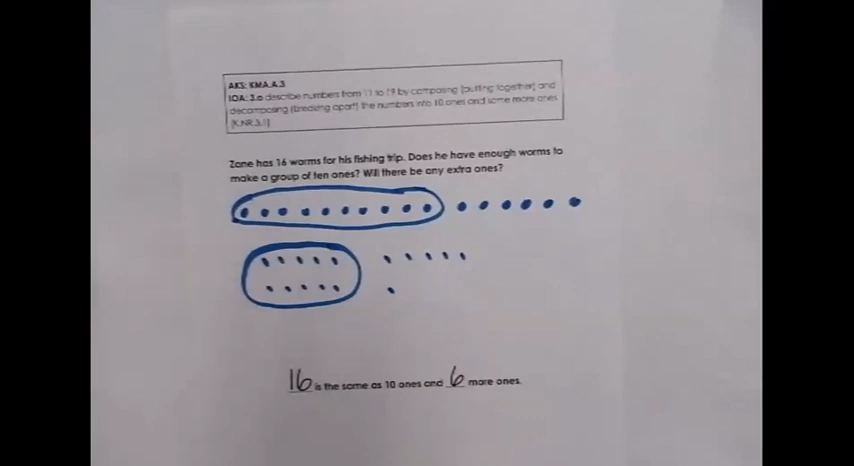 AKS: KMA.A.3
IOA: 3.a describe numbers from 11 to 19 by composing (putting together) and
decomposing (breaking apart) the numbers into 10 ones and some more ones
[K.NR.3.1]
Zane has 16 worms for his fishing trip. Does he have enough worms to
make a group of ten ones? Will there be any extra ones?
16 is the same as 10 ones and 6 more ones.